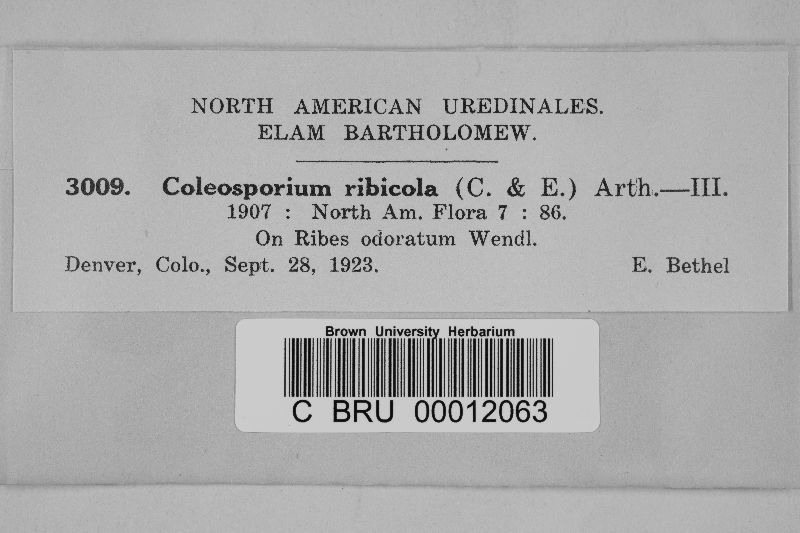 NORTH AMERICAN UREDINALES.
ELAM BARTHOLOMEW.
3009. Coleosporium ribicola (C. & E.) Arth.—III.
1907 : North Am. Flora 7 : 86.
On Ribes odoratum Wendl.
Denver, Colo., Sept. 28, 1923. E. Bethel
Brown University Herbarium
C BRU 00012063